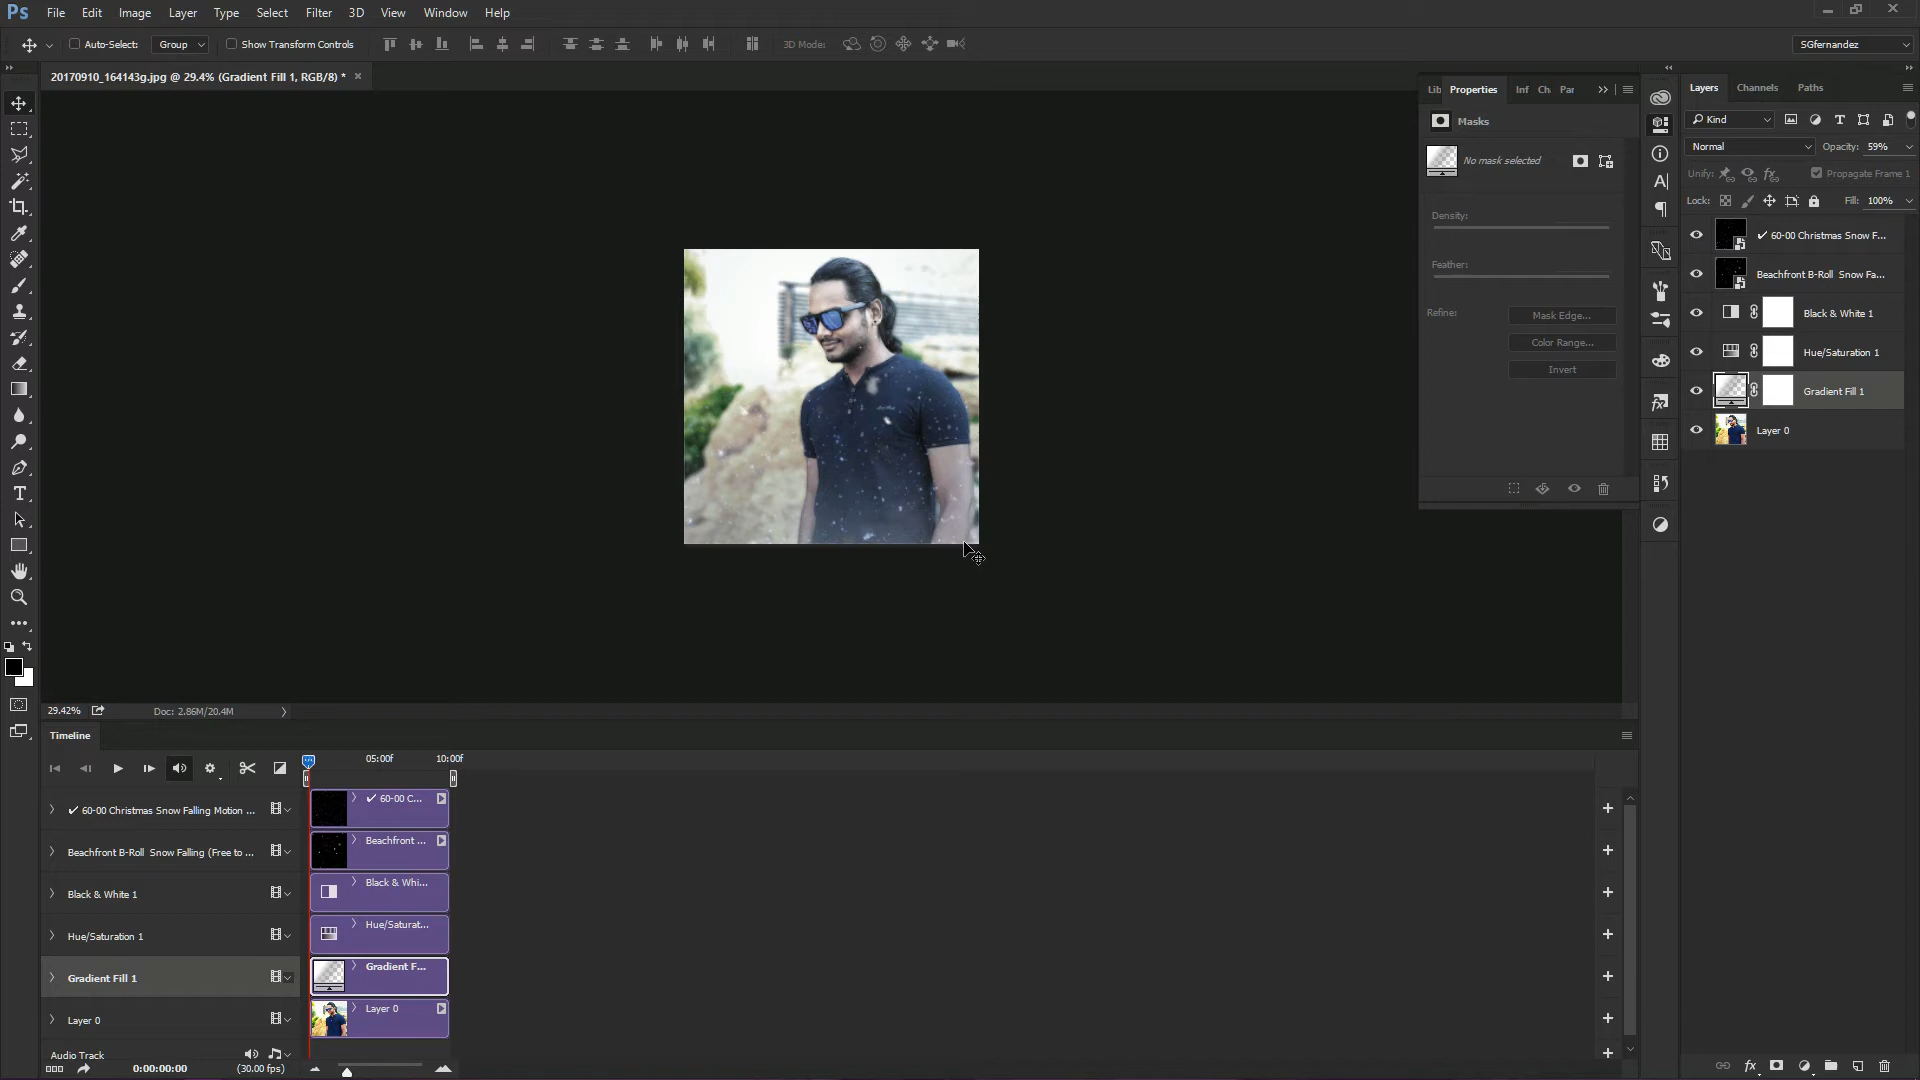 Ps File Edit Image Layer Type Select Filter 3D View Window Help
Auto-Select: Group Show Transform Controls 3D Mode: SGfernandez
20170910_164143g.jpg @ 29.4% (Gradient Fill 1, RGB/8) * ×
Lib Properties Inf Ch Par
Masks
No mask selected
Density:
Feather:
Refine: Mask Edge...
Color Range...
Invert
Layers Channels Paths
Kind
Normal Opacity: 59%
Unify: Propagate Frame 1
Lock: Fill: 100%
✓ 60-00 Christmas Snow F...
Beachfront B-Roll Snow Fa...
Black & White 1
Hue/Saturation 1
Gradient Fill 1
Layer 0
29.42% Doc: 2.86M/20.4M
Timeline
05:00f 10:00f
✓ 60-00 Christmas Snow Falling Motion ... ✓ 60-00 C...
Beachfront B-Roll Snow Falling (Free to ... Beachfront ...
Black & White 1 Black & Whi...
Hue/Saturation 1 Hue/Saturat...
Gradient Fill 1 Gradient F...
Layer 0 Layer 0
Audio Track
0:00:00:00 (30.00 fps)